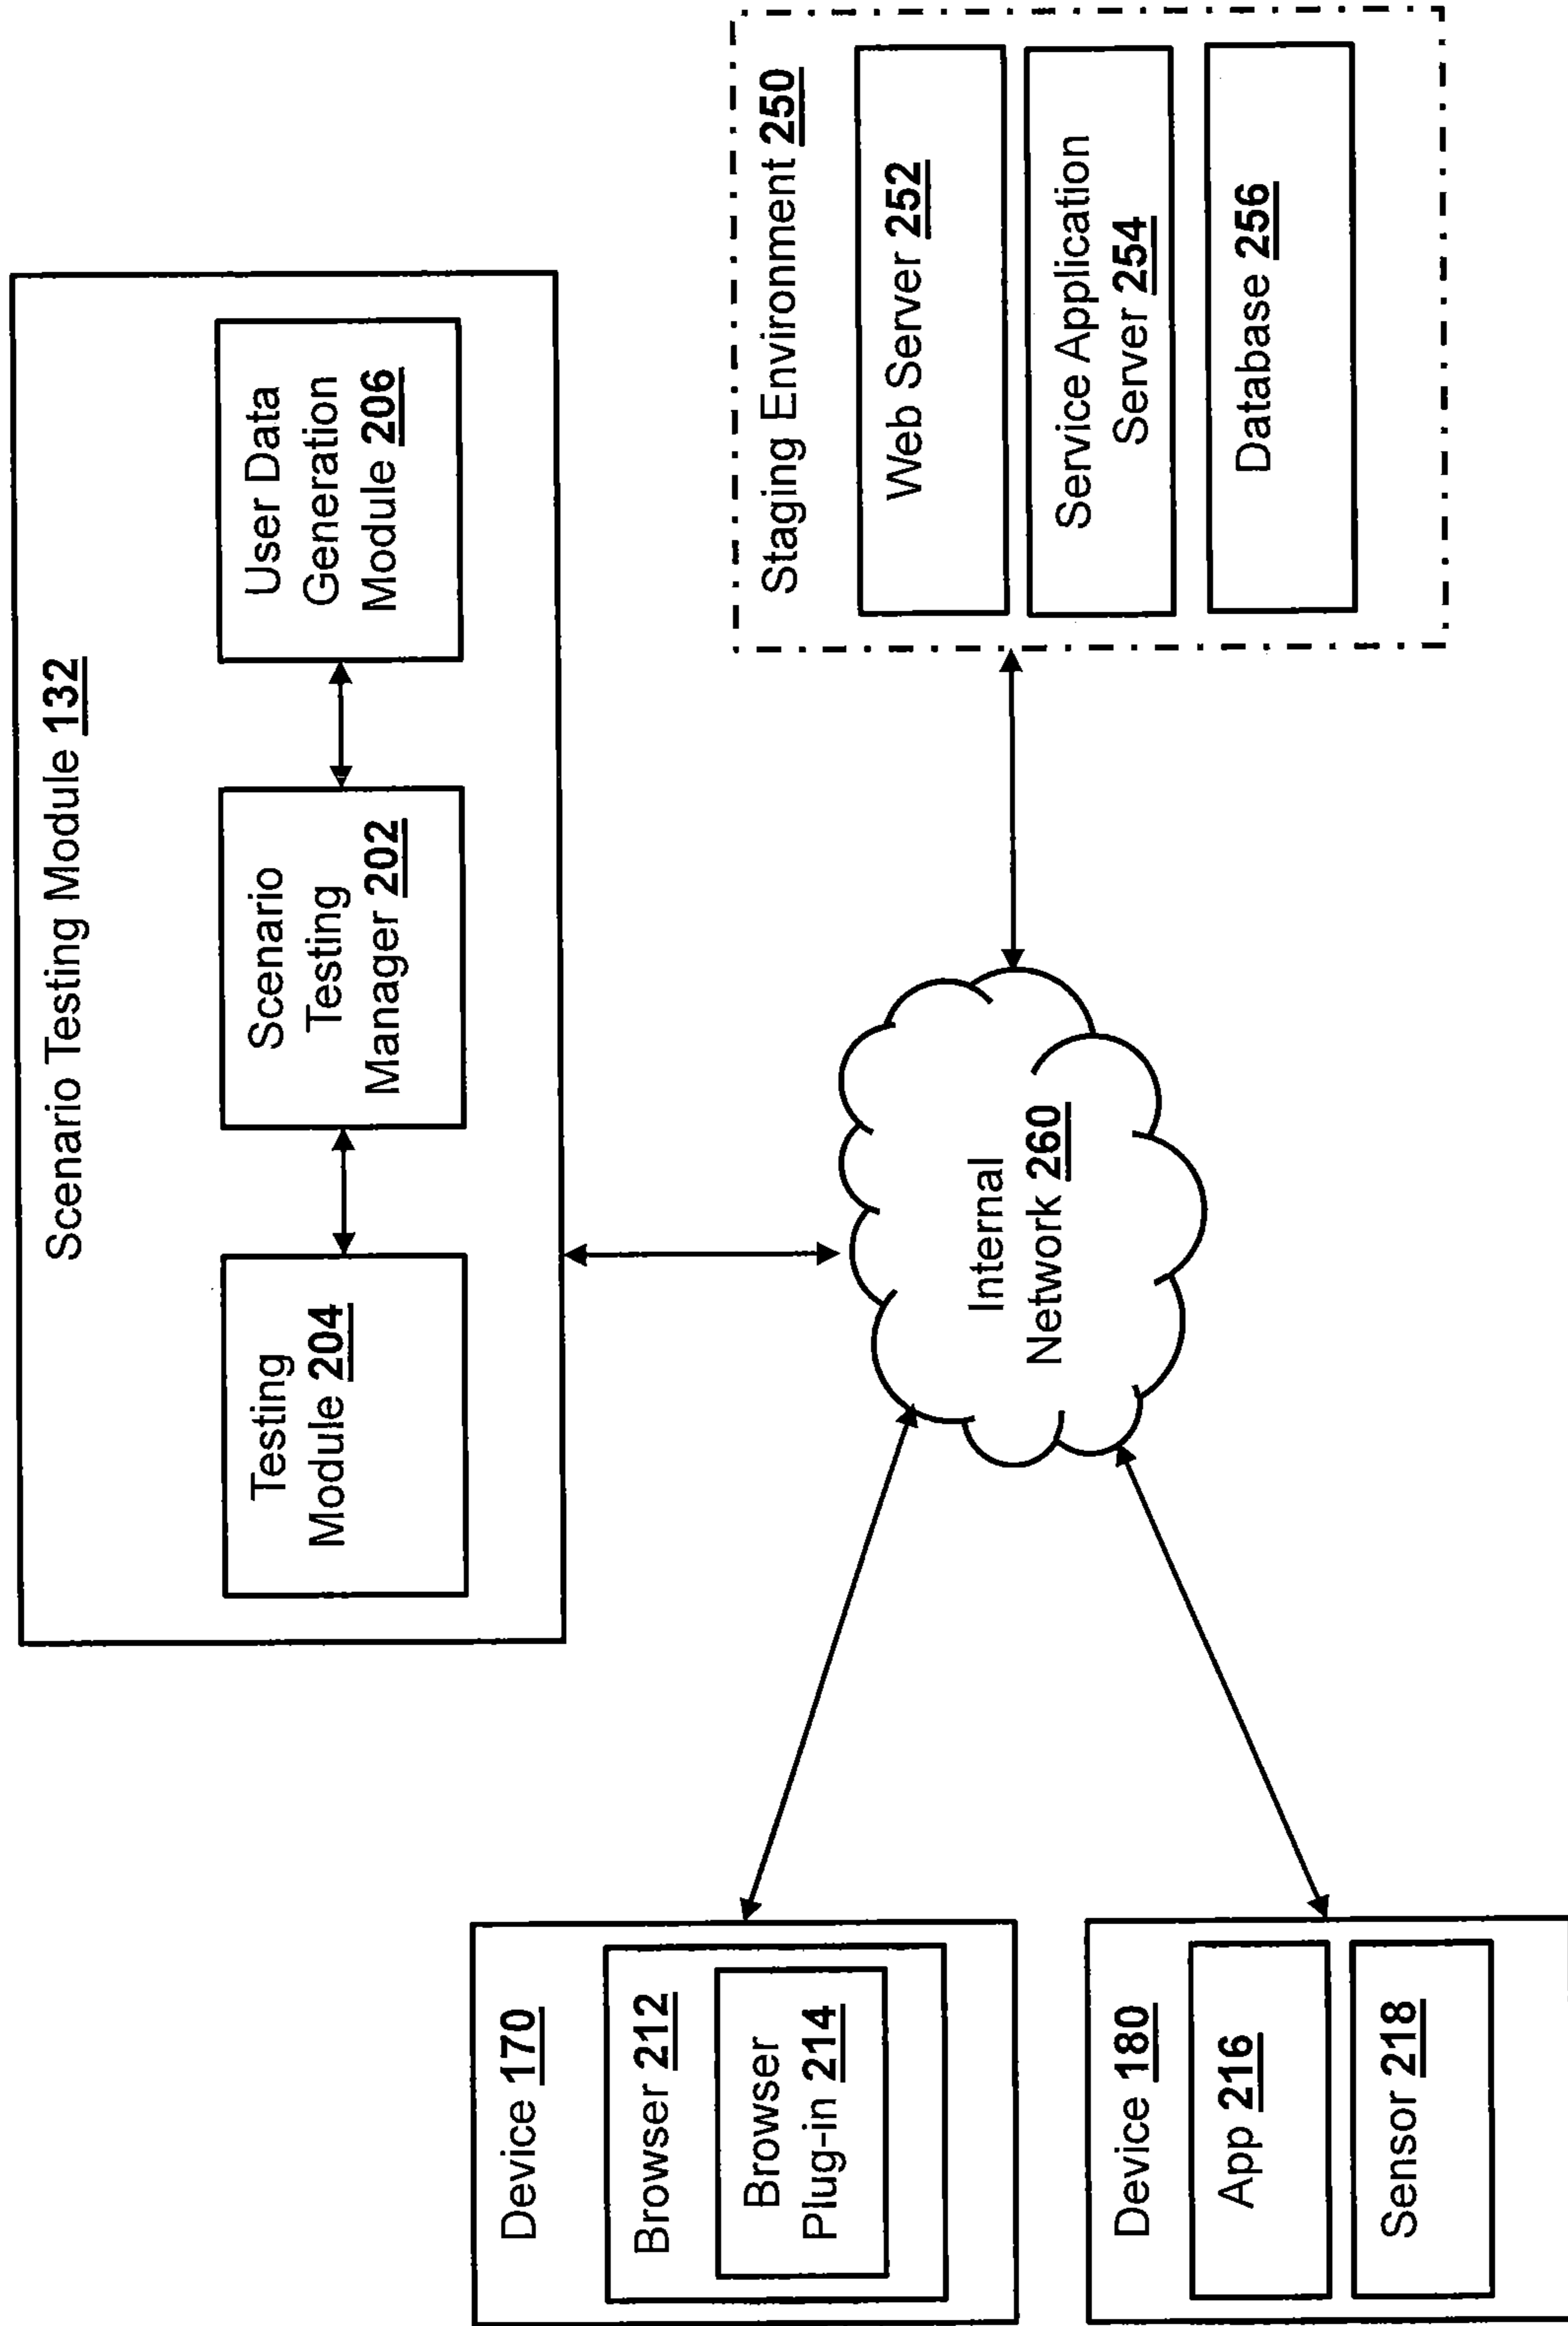 Scenario Testing Module 132
Testing
Module 204
Scenario
Testing
Manager 202
User Data
Generation
Module 206
Device 170
Browser 212
Browser
Plug-in 214
Device 180
App 216
Sensor 218
Internal
Network 260
Staging Environment 250
Web Server 252
Service Application
Server 254
Database 256